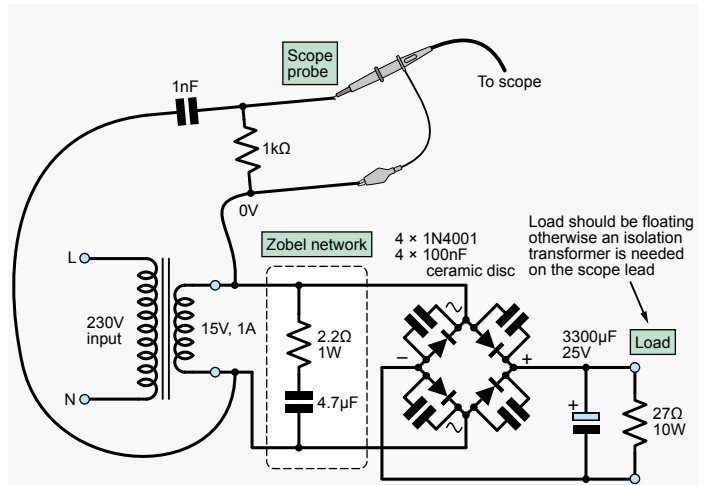 Scope
probe
To scope
1nF
1kΩ
0V
Zobel network
4 × 1N4001
4 × 100nF
ceramic disc
Load should be floating
otherwise an isolation
transformer is needed
on the scope lead
L
230V
input
N
15V, 1A
2.2Ω
1W
4.7µF
–
+
3300µF
25V
Load
+
27Ω
10W